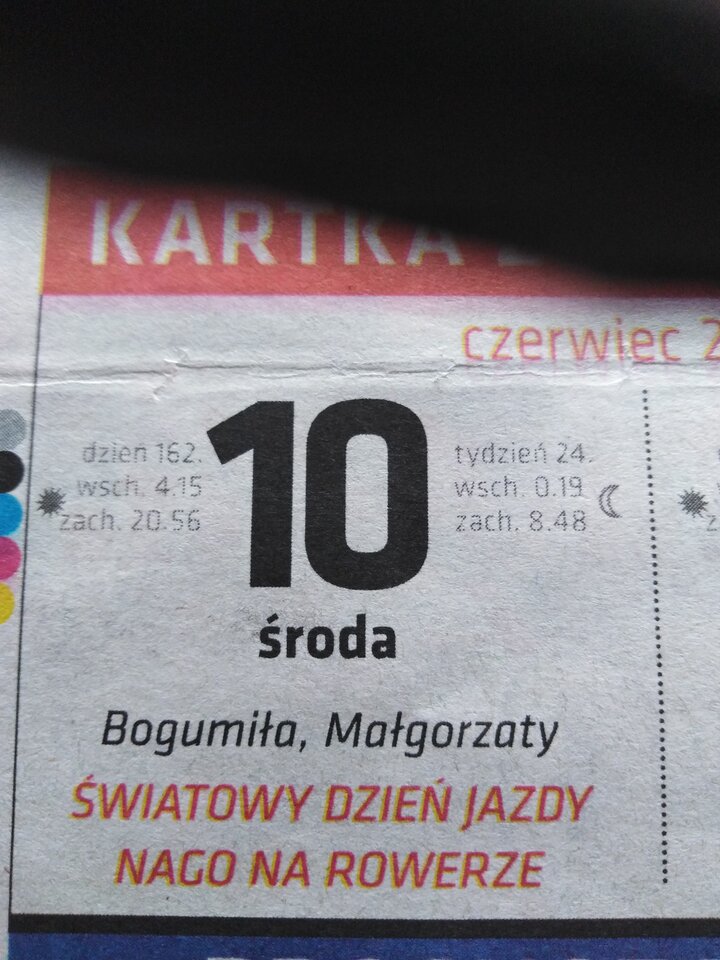 KARTKA
czerwiec 2
dzień 162.
wsch. 4.15
zach. 20.56
10
tydzień 24.
wsch. 0.19
zach. 8.48
środa
Bogumiła, Małgorzaty
ŚWIATOWY DZIEŃ JAZDY
NAGO NA ROWERZE